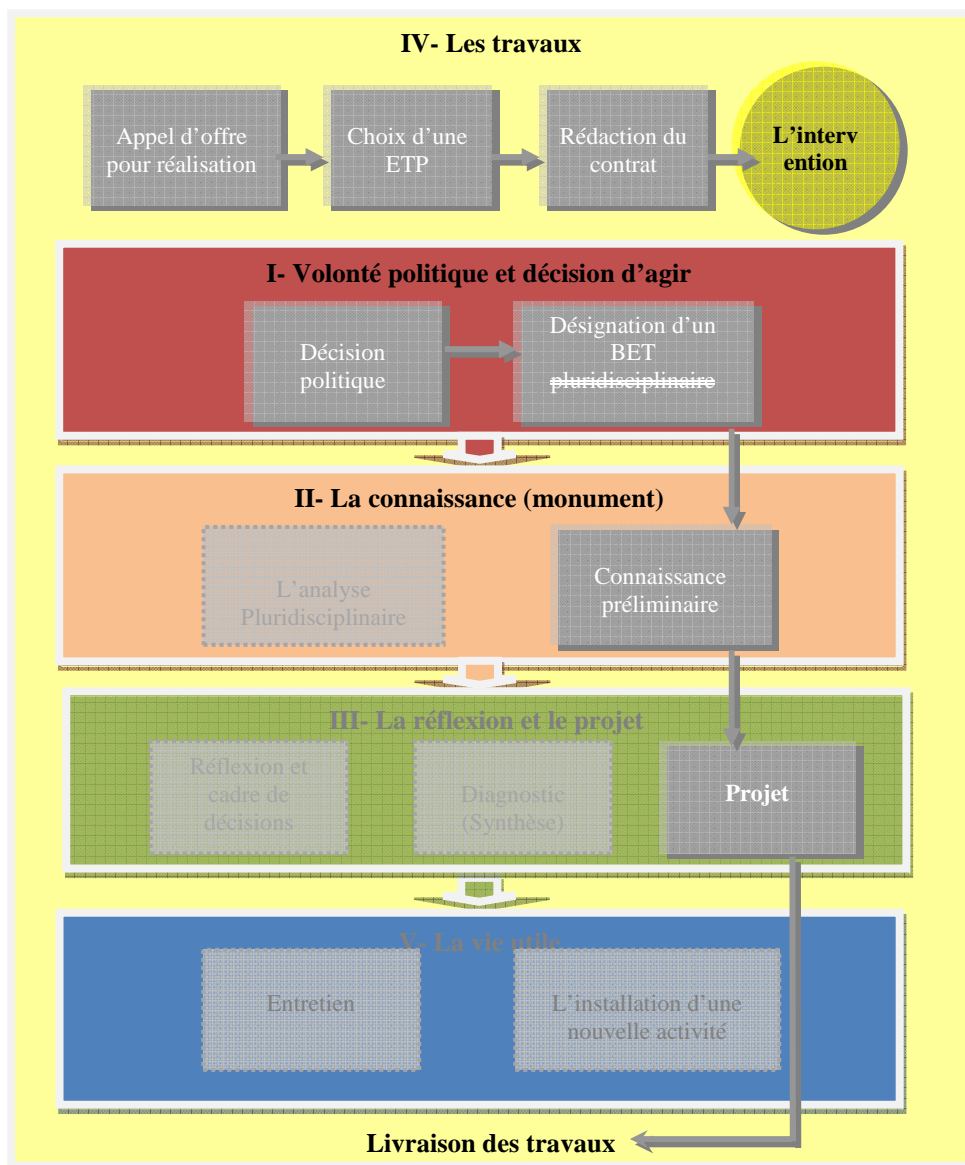 IV- Les travaux
Appel d’offre
pour réalisation
Choix d’une
ETP
Rédaction du
contrat
L’interv
ention
I- Volonté politique et décision d’agir
Décision
politique
Désignation d’un
BET
pluridisciplinaire
II- La connaissance (monument)
L’analyse
Pluridisciplinaire
Connaissance
préliminaire
III- La réflexion et le projet
Réflexion et
cadre de
décisions
Diagnostic
(Synthèse)
Projet
V- La vie utile
Entretien
L’installation d’une
nouvelle activité
Livraison des travaux